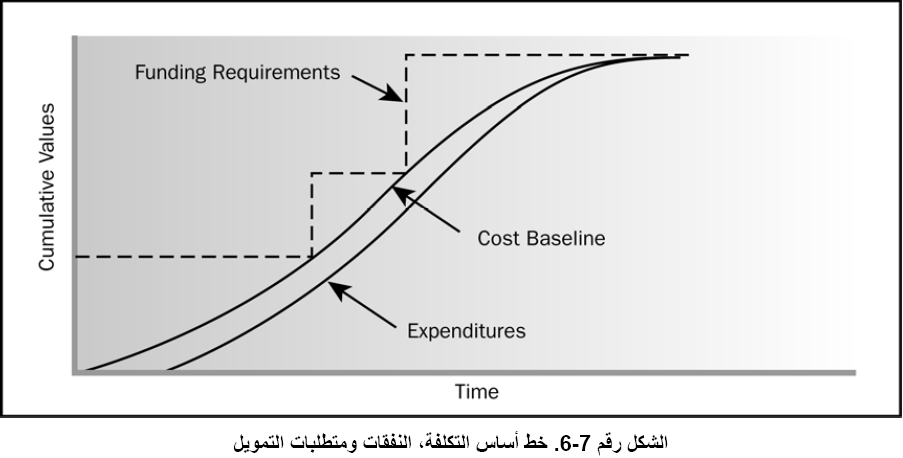 Funding Requirements
Cumulative Values
Cost Baseline
Expenditures
Time
الشكل رقم 7-6. خط أساس التكلفة، النفقات ومتطلبات التمويل